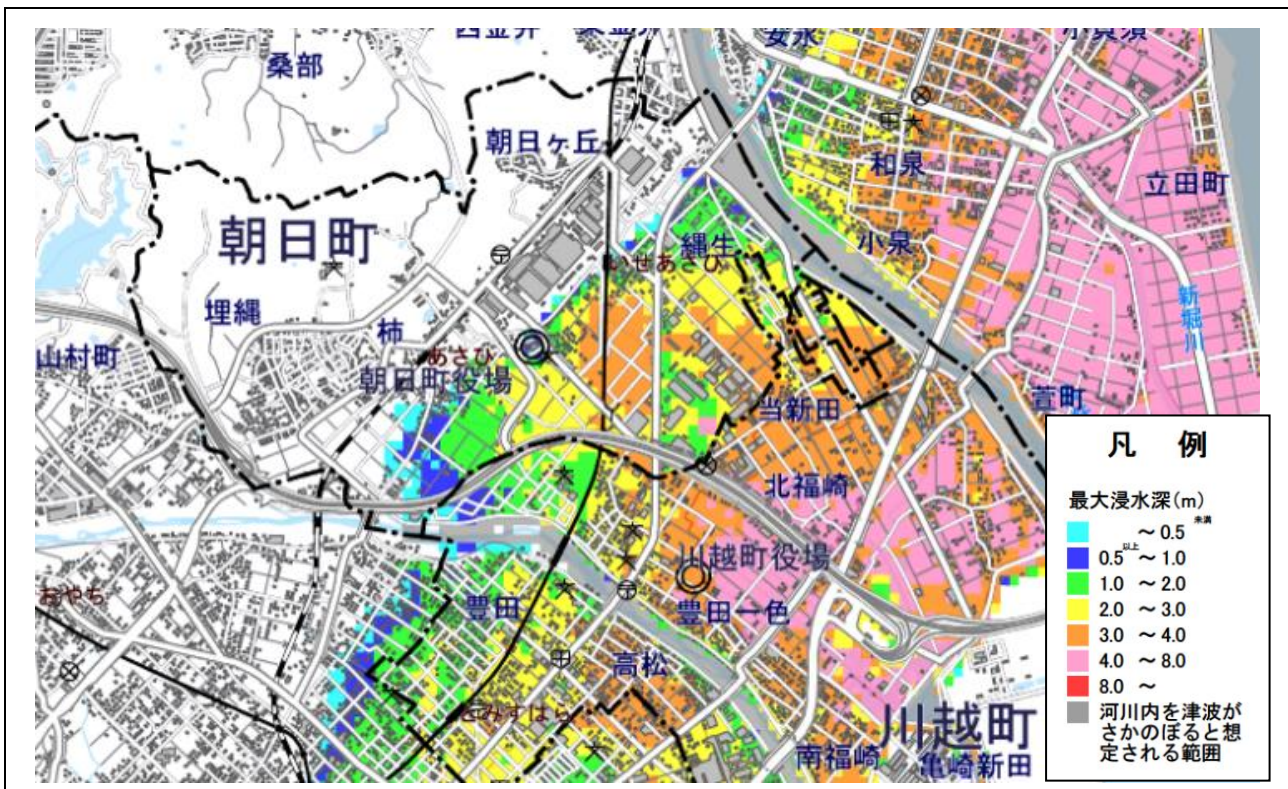 安永
桑部
朝日ヶ丘
和泉
立田町
朝日町
縄生
小泉
いせあさひ
新堀川
埋縄
柿
山村町
あさひ
朝日町役場
萱町
当新田
北福崎
川越町役場
豊田
豊田一色
高松
川越町
南福崎
亀崎新田
凡 例
最大浸水深(m)
~ 0.5 未満
0.5 以上 ~ 1.0
1.0 ~ 2.0
2.0 ~ 3.0
3.0 ~ 4.0
4.0 ~ 8.0
8.0 ~
河川内を津波が
さかのぼると想
定される範囲